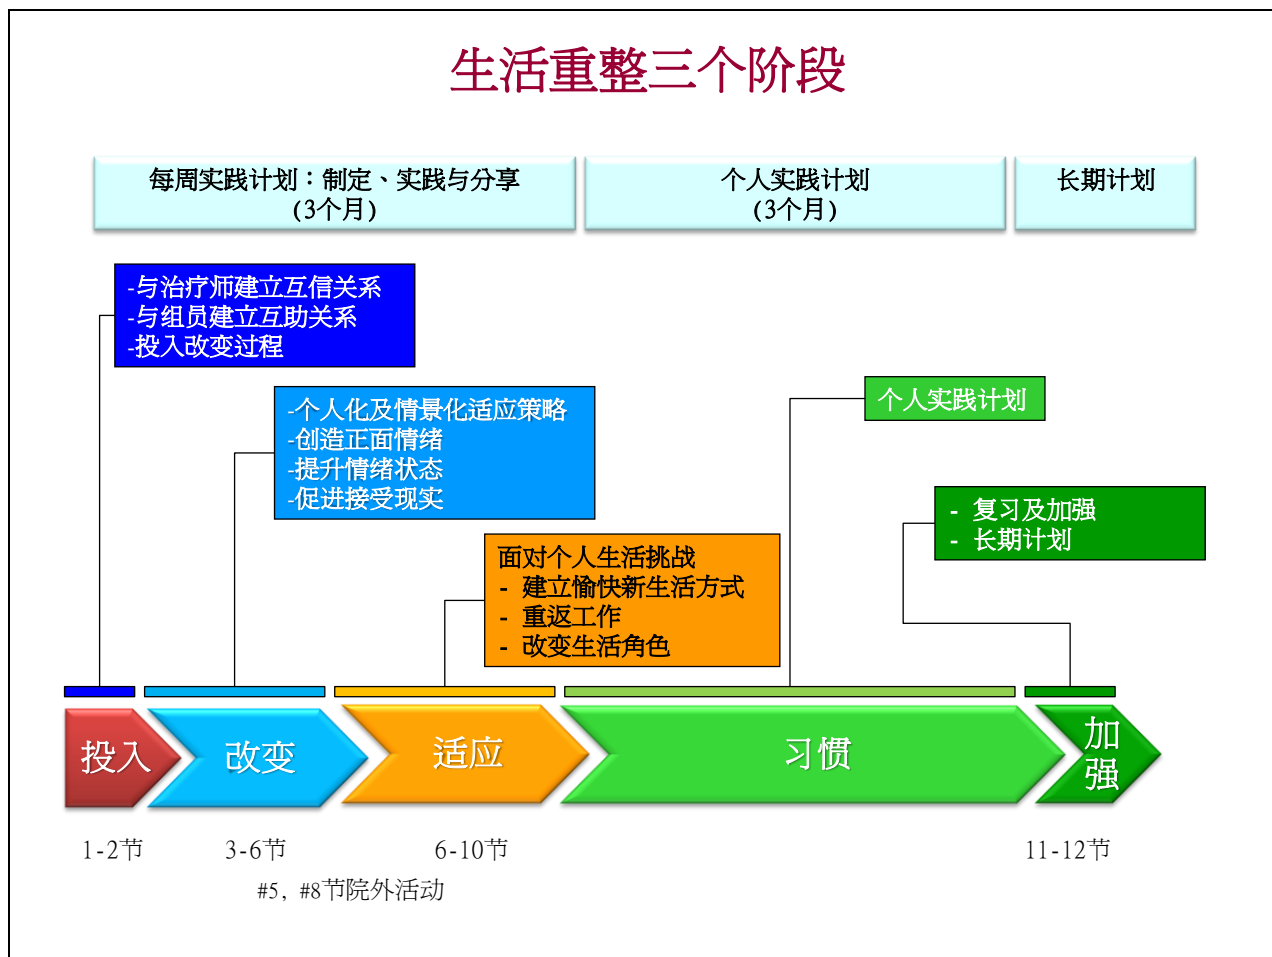 生活重整三个阶段
每周实践计划：制定、实践与分享
(3个月)
个人实践计划
(3个月)
长期计划
-与治疗师建立互信关系
-与组员建立互助关系
-投入改变过程
-个人化及情景化适应策略
-创造正面情绪
-提升情绪状态
-促进接受现实
个人实践计划
- 复习及加强
- 长期计划
面对个人生活挑战
- 建立愉快新生活方式
- 重返工作
- 改变生活角色
投入
改变
适应
习惯
加
强
1-2节
3-6节
6-10节
11-12节
#5, #8节院外活动